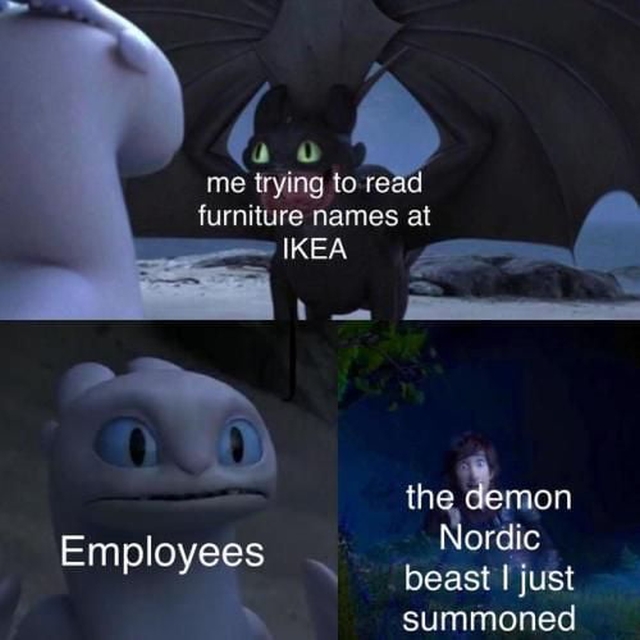 me trying to read
furniture names at
IKEA
Employees
the demon
Nordic
beast I just
summoned